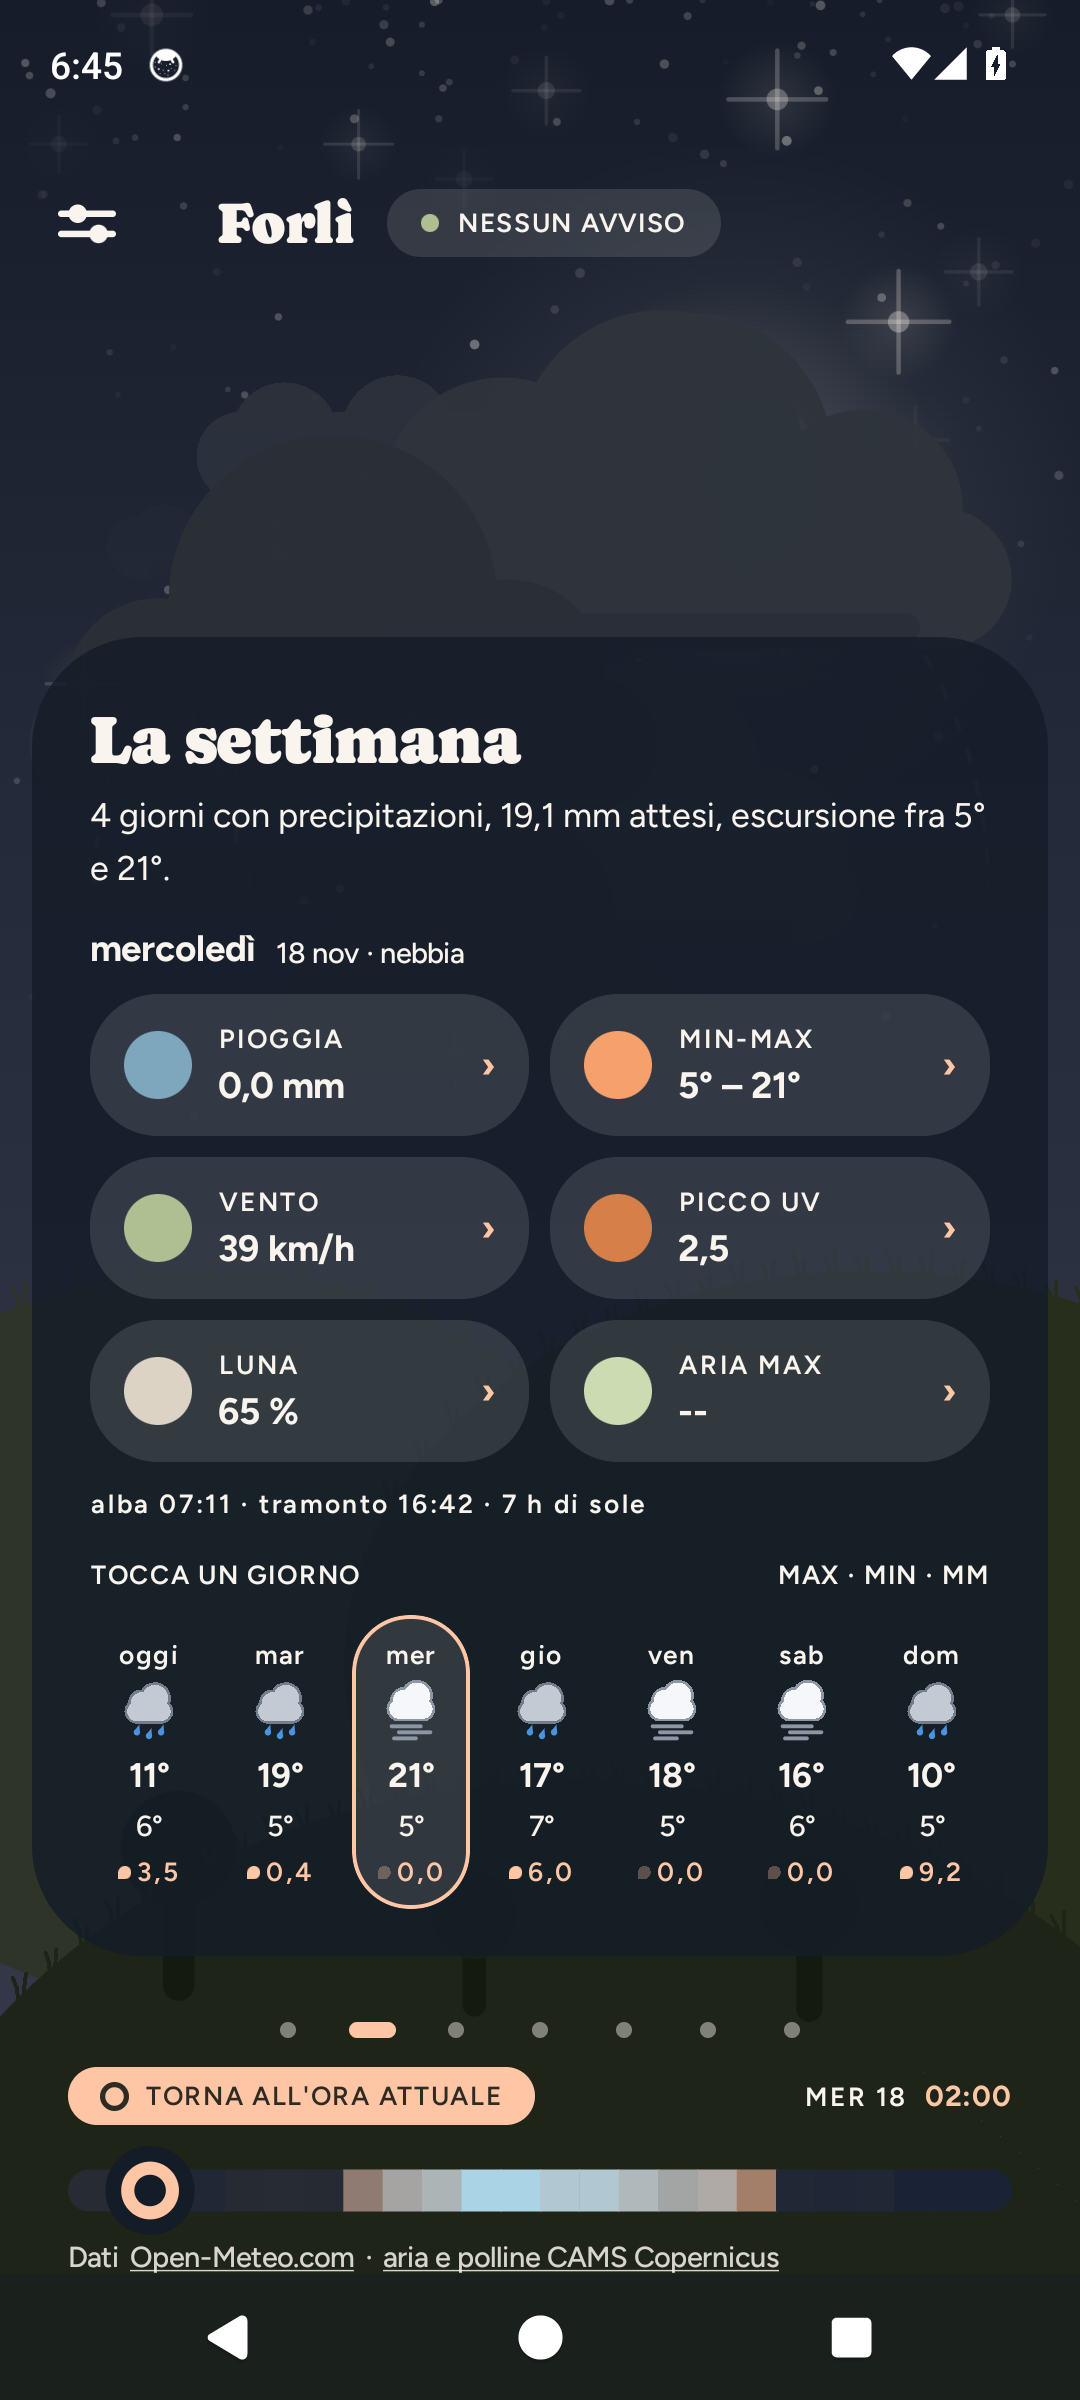 6:45
Forlì NESSUN AVVISO
La settimana
4 giorni con precipitazioni, 19,1 mm attesi, escursione fra 5°
e 21°.
mercoledì 18 nov · nebbia
PIOGGIA
0,0 mm ›
MIN-MAX
5° – 21° ›
VENTO
39 km/h ›
PICCO UV
2,5 ›
LUNA
65 % ›
ARIA MAX
-- ›
alba 07:11 · tramonto 16:42 · 7 h di sole
TOCCA UN GIORNO MAX · MIN · MM
oggi mar mer gio ven sab dom
11° 19° 21° 17° 18° 16° 10°
6° 5° 5° 7° 5° 6° 5°
3,5 0,4 0,0 6,0 0,0 0,0 9,2
TORNA ALL'ORA ATTUALE MER 18 02:00
Dati Open-Meteo.com · aria e polline CAMS Copernicus